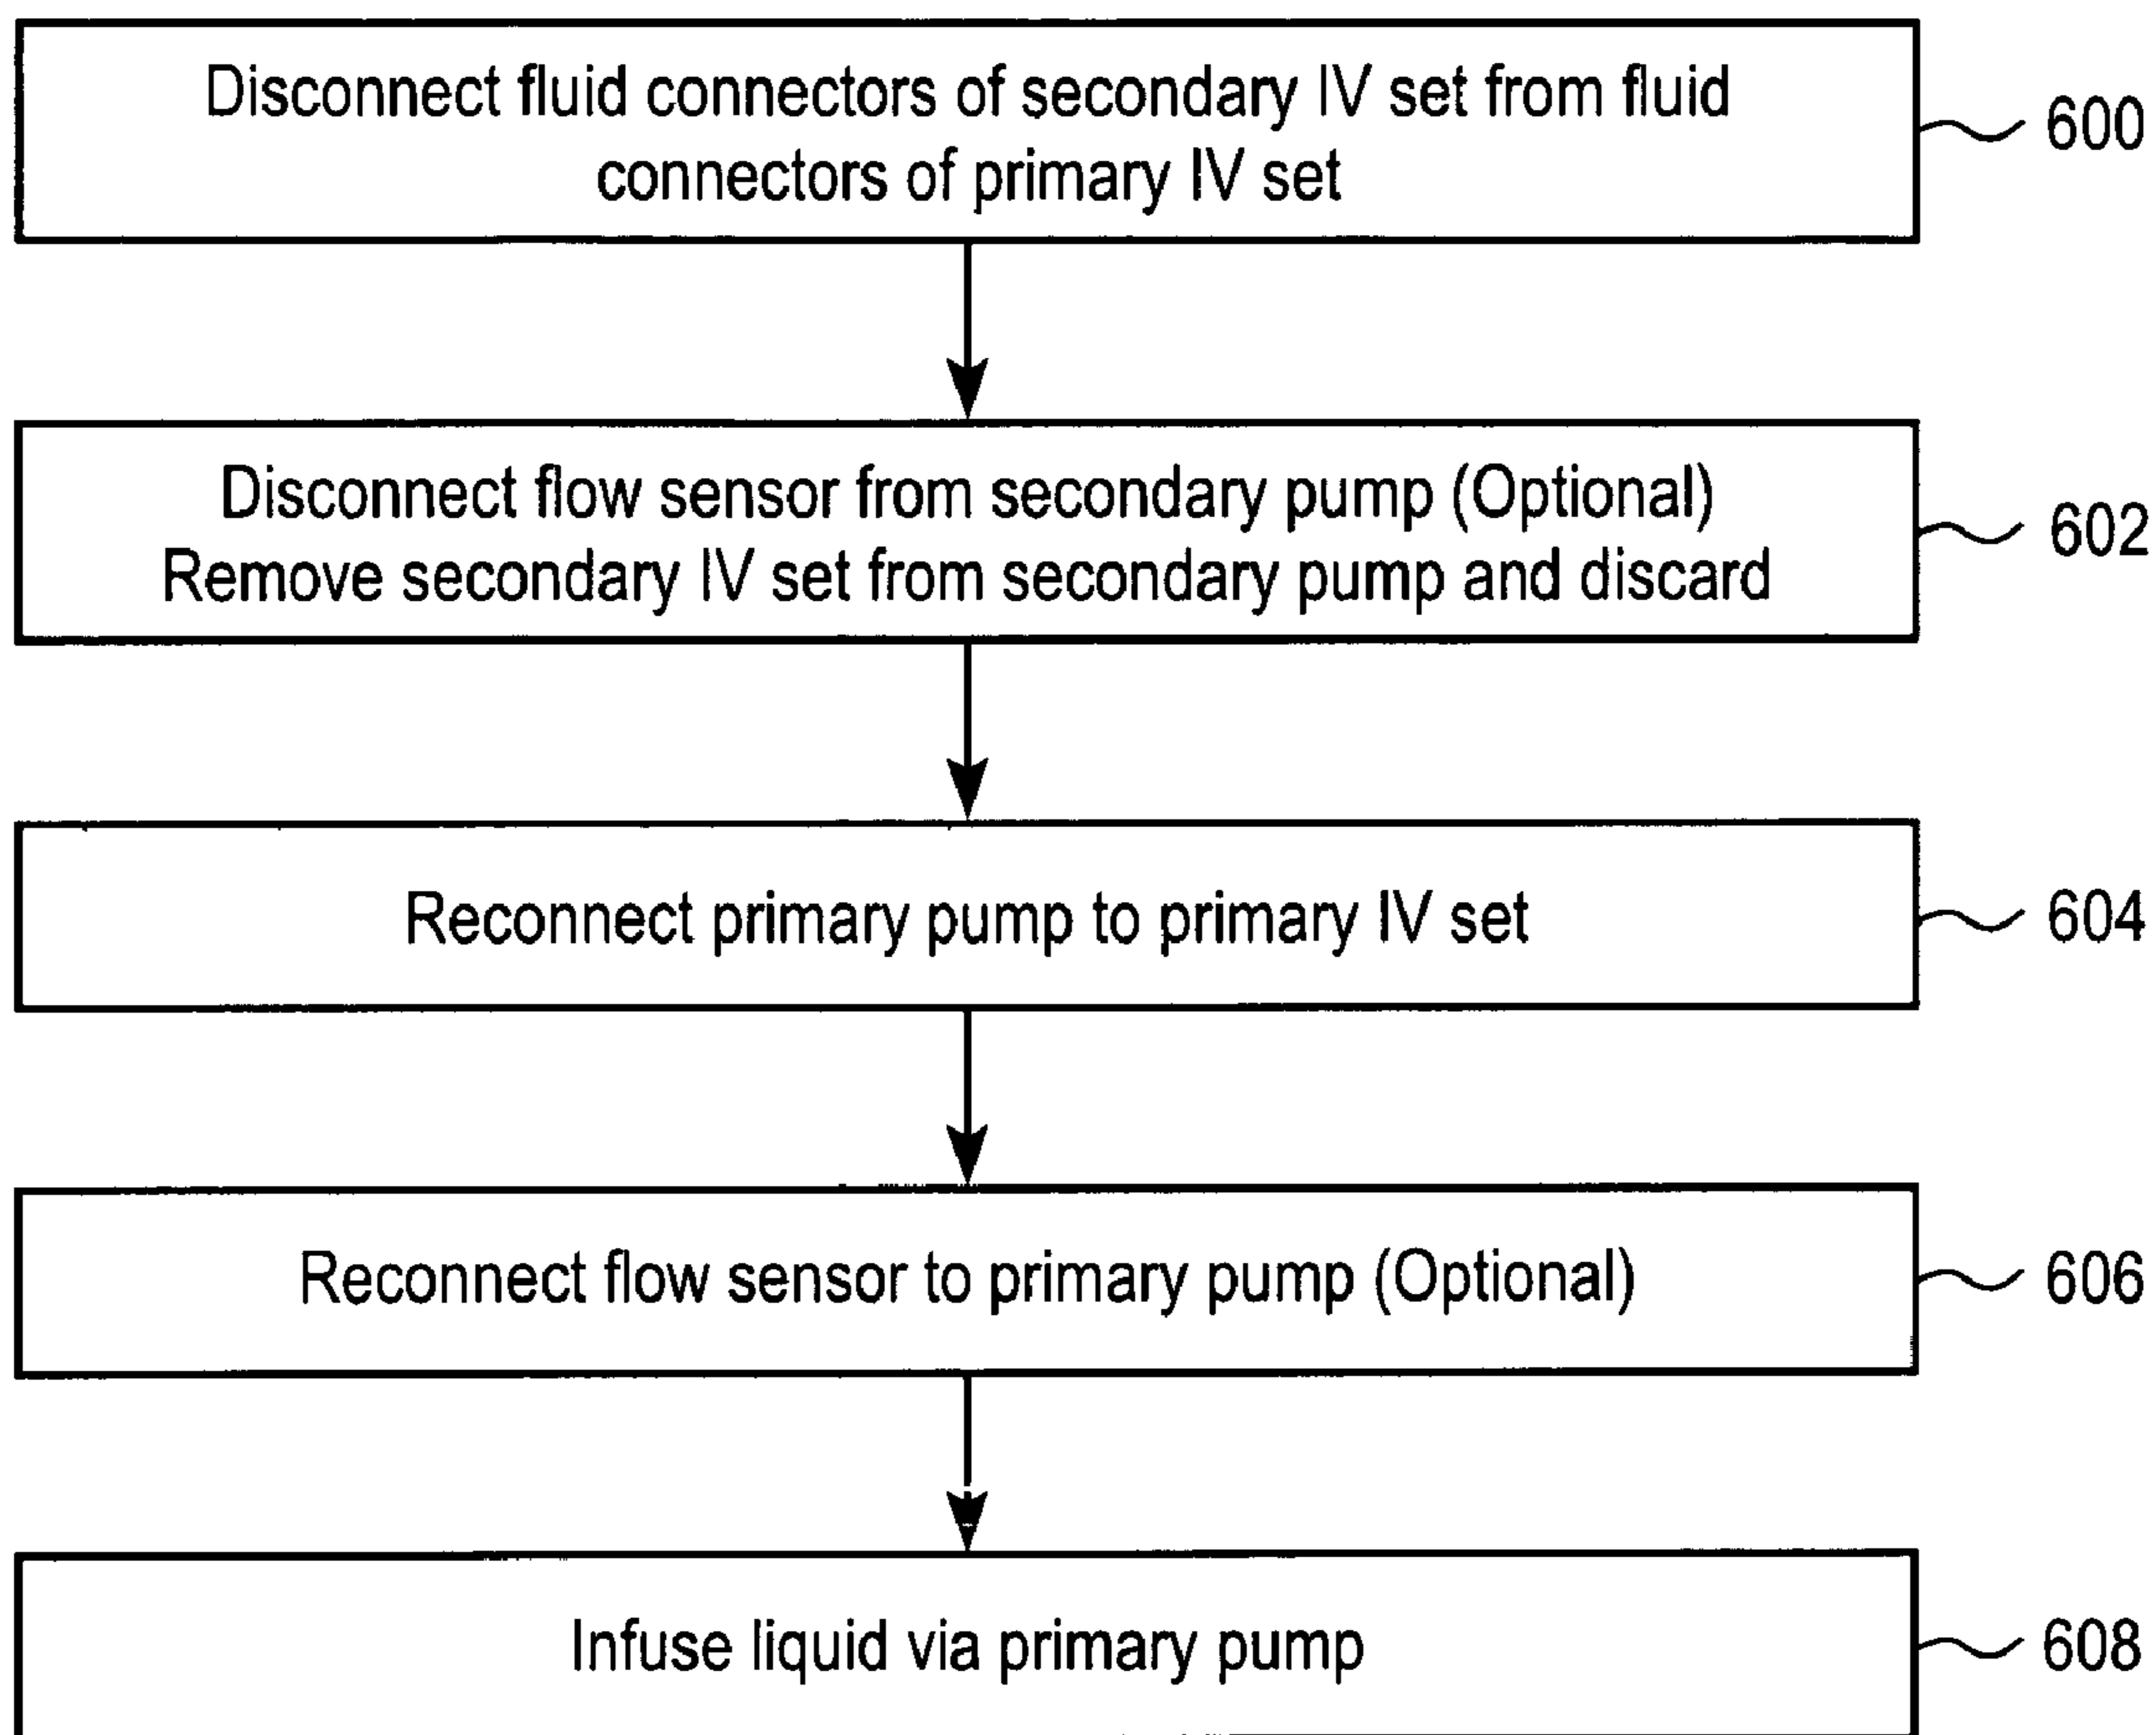 Disconnect fluid connectors of secondary IV set from fluid
connectors of primary IV set
600
Disconnect flow sensor from secondary pump (Optional)
Remove secondary IV set from secondary pump and discard
602
Reconnect primary pump to primary IV set
604
Reconnect flow sensor to primary pump (Optional)
606
Infuse liquid via primary pump
608